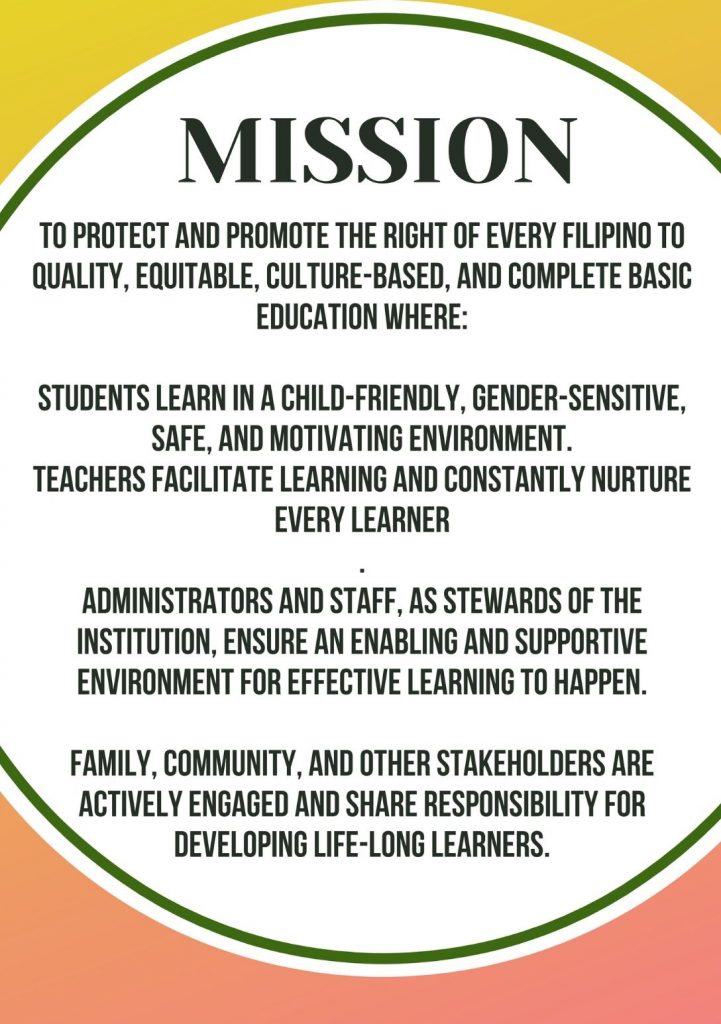 MISSION
TO PROTECT AND PROMOTE THE RIGHT OF EVERY FILIPINO TO
QUALITY, EQUITABLE, CULTURE-BASED, AND COMPLETE BASIC
EDUCATION WHERE:
STUDENTS LEARN IN A CHILD-FRIENDLY, GENDER-SENSITIVE,
SAFE, AND MOTIVATING ENVIRONMENT.
TEACHERS FACILITATE LEARNING AND CONSTANTLY NURTURE
EVERY LEARNER
.
ADMINISTRATORS AND STAFF, AS STEWARDS OF THE
INSTITUTION, ENSURE AN ENABLING AND SUPPORTIVE
ENVIRONMENT FOR EFFECTIVE LEARNING TO HAPPEN.
FAMILY, COMMUNITY, AND OTHER STAKEHOLDERS ARE
ACTIVELY ENGAGED AND SHARE RESPONSIBILITY FOR
DEVELOPING LIFE-LONG LEARNERS.